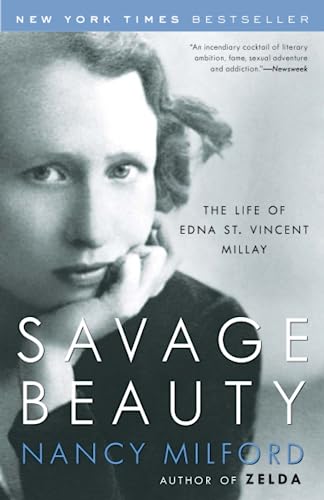 NEW YORK TIMES BESTSELLER
"An incendiary cocktail of literary
ambition, fame, sexual adventure
and addiction."—Newsweek
THE LIFE OF
EDNA ST. VINCENT
MILLAY
SAVAGE
BEAUTY
NANCY MILFORD
AUTHOR OF ZELDA